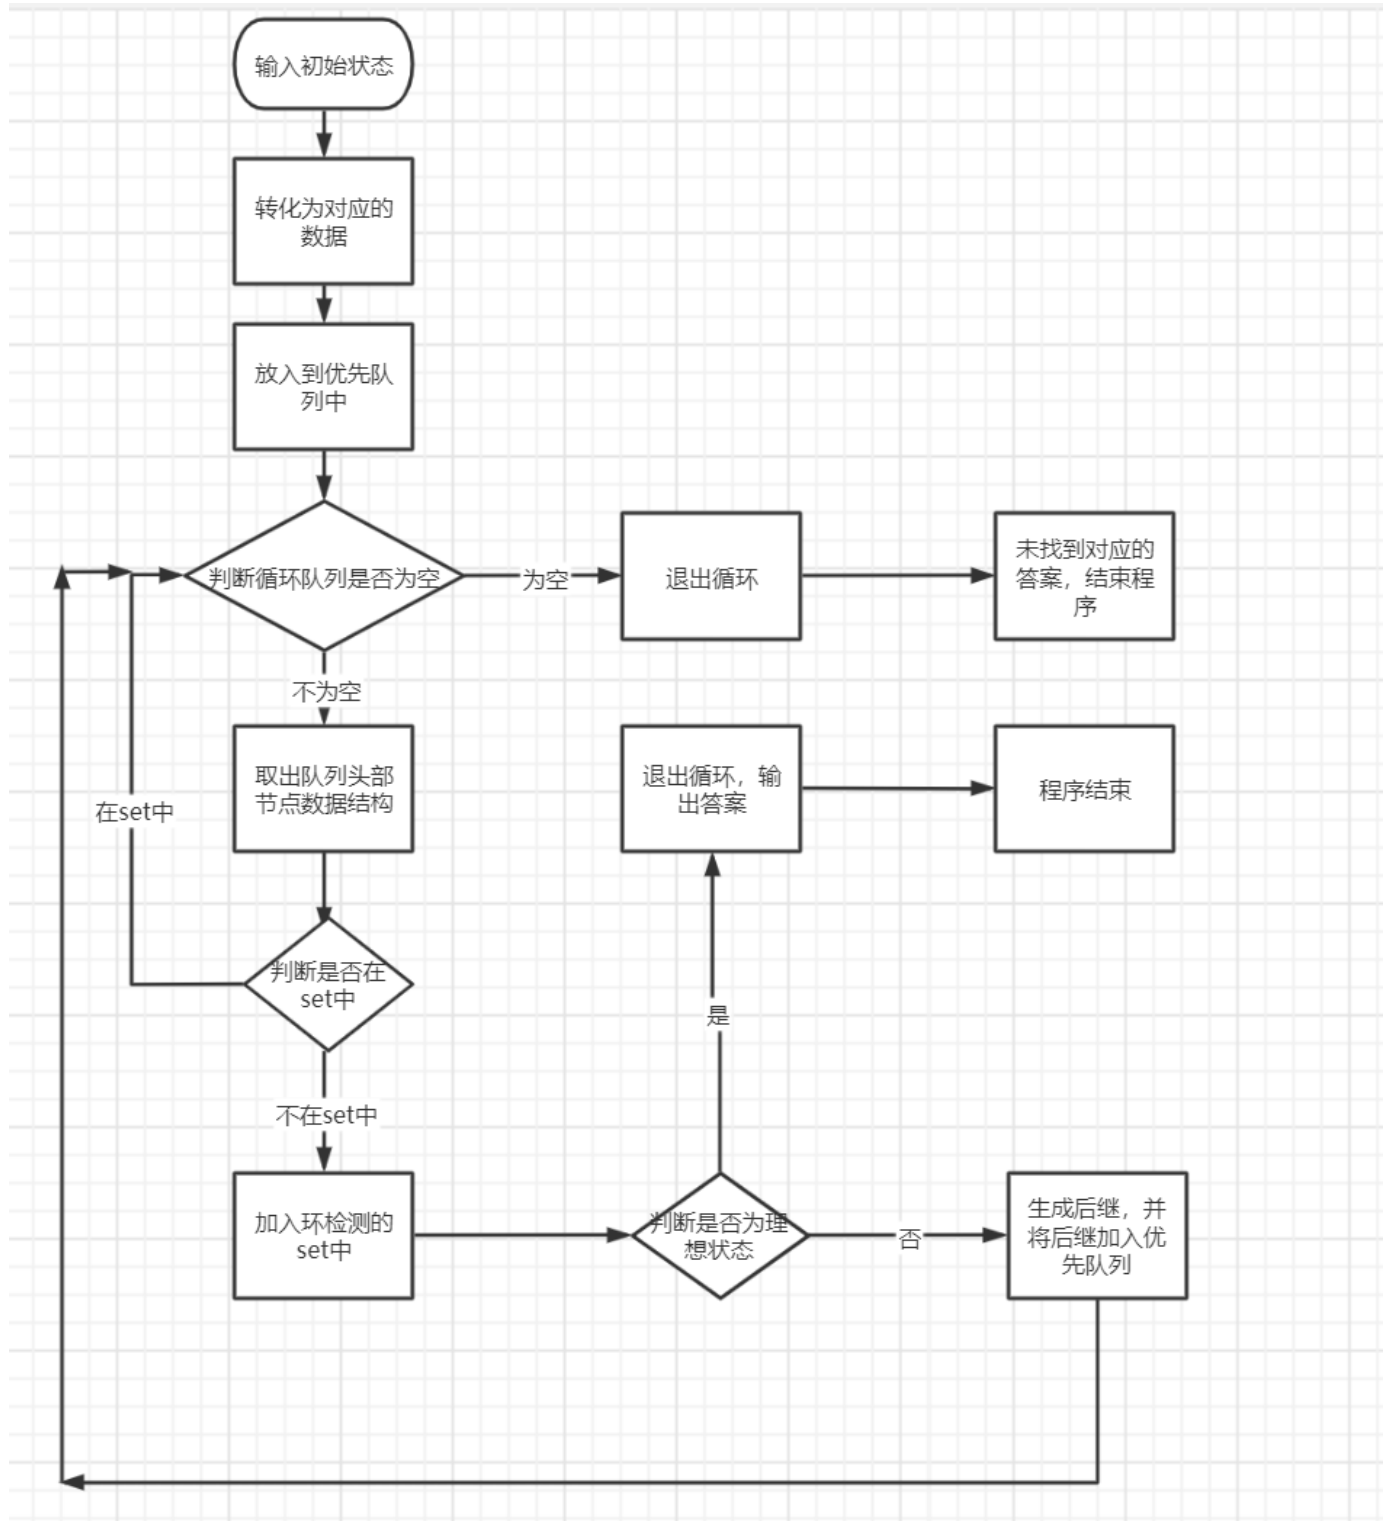 输入初始状态
转化为对应的
数据
放入到优先队
列中
判断循环队列是否为空
为空
退出循环
未找到对应的
答案，结束程
序
不为空
取出队列头部
节点数据结构
退出循环，输
出答案
程序结束
在set中
判断是否在
set中
是
不在set中
加入环检测的
set中
判断是否为理
想状态
否
生成后继，并
将后继加入优
先队列